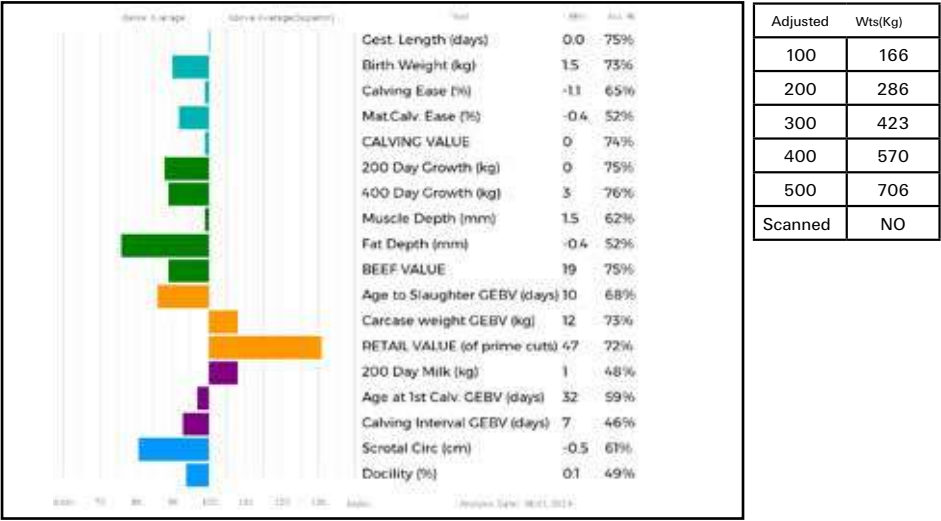 Gest. Length (days) 0.0 75%
Birth Weight (kg) 1.5 73%
Calving Ease (%) -1.1 65%
Mat.Calv. Ease (%) -0.4 52%
CALVING VALUE 0 74%
200 Day Growth (kg) 0 75%
400 Day Growth (kg) 3 76%
Muscle Depth (mm) 1.5 62%
Fat Depth (mm) -0.4 52%
BEEF VALUE 19 75%
Age to Slaughter GEBV (days) 10 68%
Carcase weight GEBV (kg) 12 73%
RETAIL VALUE (of prime cuts) 47 72%
200 Day Milk (kg) 1 48%
Age at 1st Calv. GEBV (days) 32 59%
Calving Interval GEBV (days) 7 46%
Scrotal Circ (cm) -0.5 61%
Docility (%) 0.1 49%
Adjusted Wts(Kg)
100 166
200 286
300 423
400 570
500 706
Scanned NO